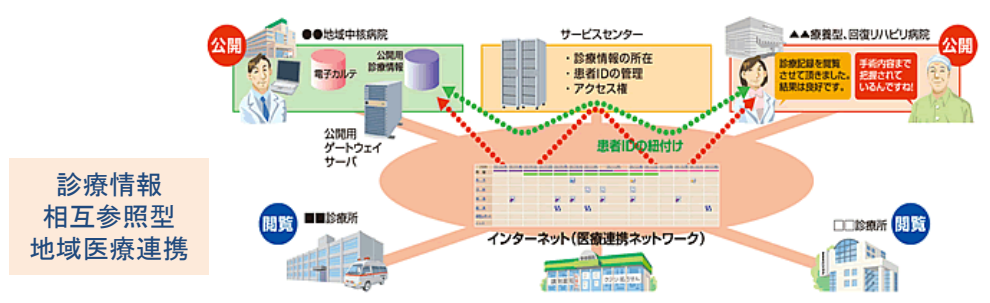 公開
●●地域中核病院
電子カルテ
公開用
診療情報
公開用
ゲートウェイ
サーバ
サービスセンター
・診療情報の所在
・患者IDの管理
・アクセス権
▲▲療養型、回復リハビリ病院
公開
診療記録を閲覧
させて頂きました。
結果は良好です。
手術内容まで
把握されて
いるんですね!
患者IDの紐付け
診療情報
相互参照型
地域医療連携
閲覧
■■診療所
インターネット(医療連携ネットワーク)
□□診療所
閲覧